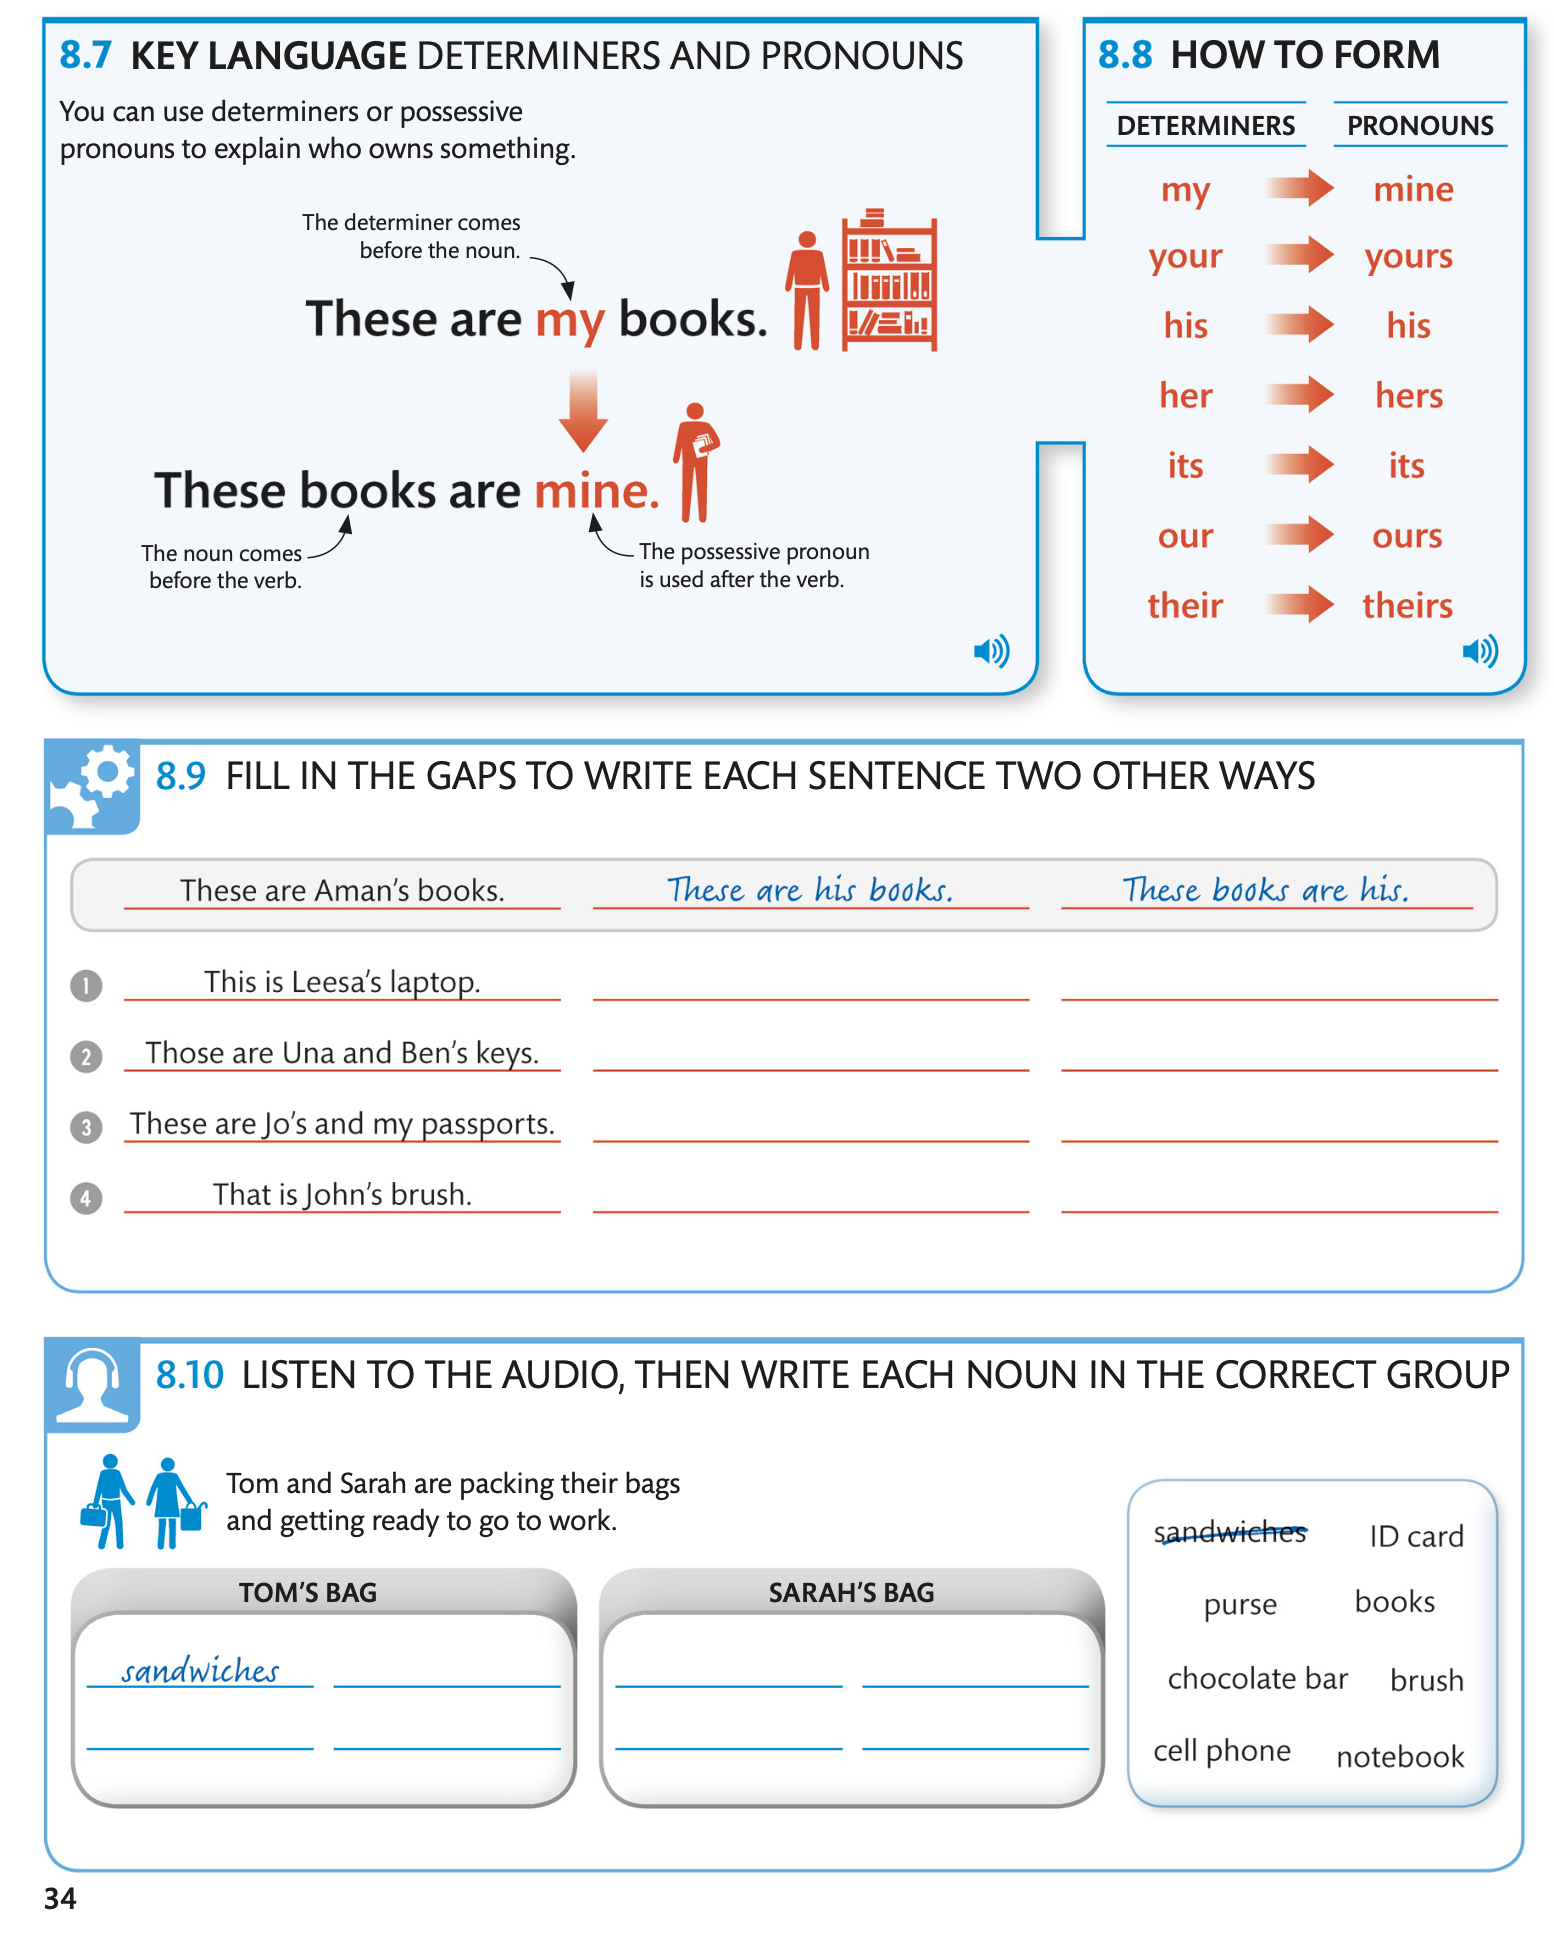 8.7 KEY LANGUAGE DETERMINERS AND PRONOUNS
You can use determiners or possessive
pronouns to explain who owns something.
The determiner comes
before the noun.
These are my books.
These books are mine.
The noun comes
before the verb.
The possessive pronoun
is used after the verb.
8.8 HOW TO FORM
DETERMINERS PRONOUNS
my mine
your yours
his his
her hers
its its
our ours
their theirs
8.9 FILL IN THE GAPS TO WRITE EACH SENTENCE TWO OTHER WAYS
These are Aman's books. These are his books. These books are his.
1 This is Leesa's laptop.
2 Those are Una and Ben's keys.
3 These are Jo's and my passports.
4 That is John's brush.
8.10 LISTEN TO THE AUDIO, THEN WRITE EACH NOUN IN THE CORRECT GROUP
Tom and Sarah are packing their bags
and getting ready to go to work.
TOM'S BAG
sandwiches
SARAH'S BAG
sandwiches ID card
purse books
chocolate bar brush
cell phone notebook
34